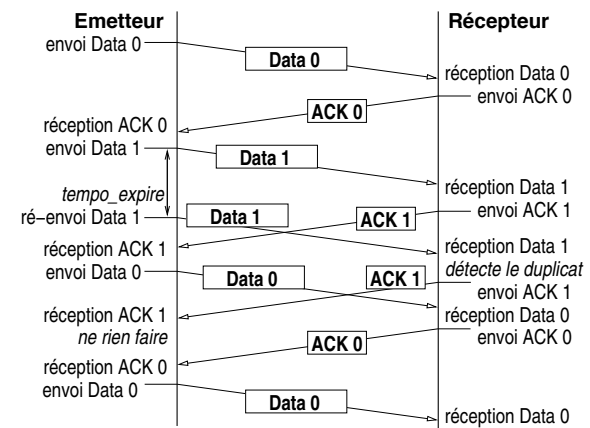 Emetteur
Récepteur
envoi Data 0
Data 0
réception Data 0
envoi ACK 0
ACK 0
réception ACK 0
envoi Data 1
Data 1
réception Data 1
tempo_expire
envoi ACK 1
ré–envoi Data 1
Data 1
ACK 1
réception ACK 1
réception Data 1
détecte le duplicat
envoi Data 0
Data 0
ACK 1
envoi ACK 1
réception ACK 1
réception Data 0
ne rien faire
ACK 0
envoi ACK 0
réception ACK 0
envoi Data 0
Data 0
réception Data 0